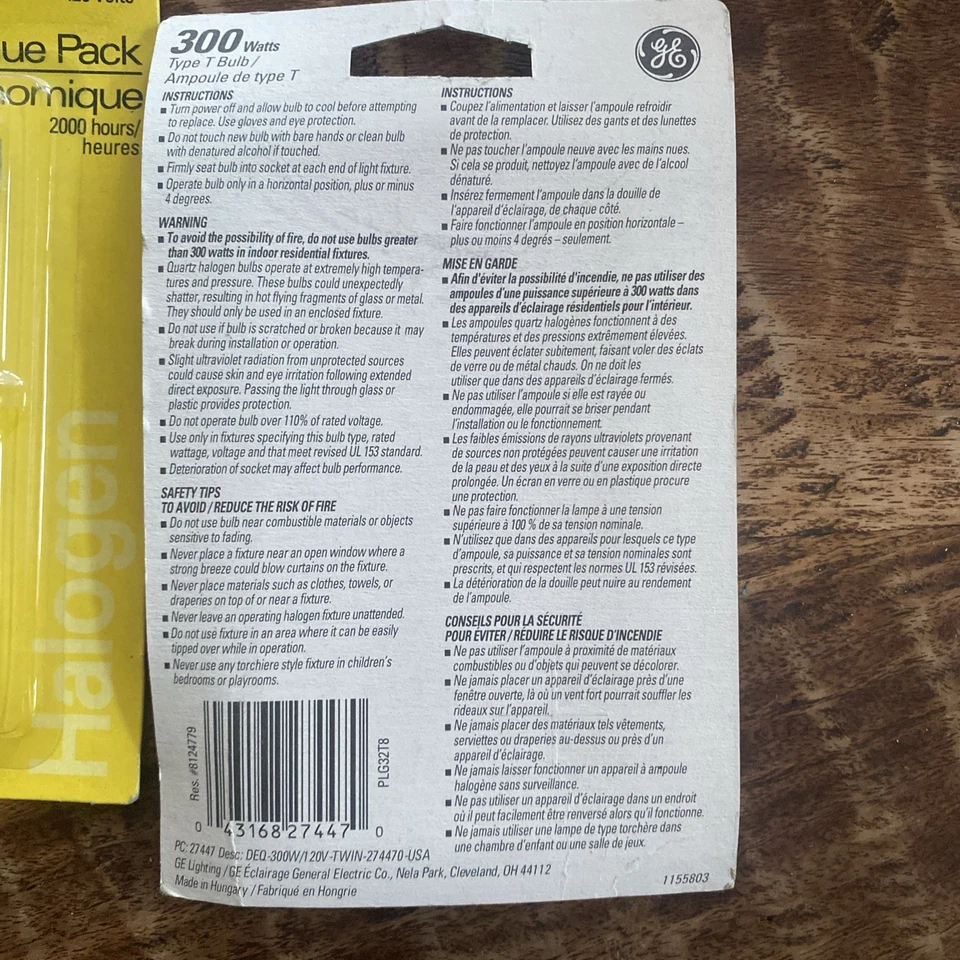 ue Pack
omique
2000 hours/
heures
Halogen
300 Watts
Type T Bulb /
Ampoule de type T
GE
INSTRUCTIONS
■ Turn power off and allow bulb to cool before attempting
to replace. Use gloves and eye protection.
■ Do not touch new bulb with bare hands or clean bulb
with denatured alcohol if touched.
■ Firmly seat bulb into socket at each end of light fixture.
■ Operate bulb only in a horizontal position, plus or minus
4 degrees.
WARNING
■ To avoid the possibility of fire, do not use bulbs greater
than 300 watts in indoor residential fixtures.
■ Quartz halogen bulbs operate at extremely high tempera-
tures and pressures. These bulbs could unexpectedly
shatter, resulting in hot flying fragments of glass or metal.
They should only be used in an enclosed fixture.
■ Do not use if bulb is scratched or broken because it may
break during installation or operation.
■ Slight ultraviolet radiation from unprotected sources
could cause skin and eye irritation following extended
direct exposure. Passing the light through glass or
plastic provides protection.
■ Do not operate bulb over 110% of rated voltage.
■ Use only in fixtures specifying this bulb type, rated
wattage, voltage and that meet revised UL 153 standard.
■ Deterioration of socket may affect bulb performance.
SAFETY TIPS
TO AVOID / REDUCE THE RISK OF FIRE
■ Do not use bulb near combustible materials or objects
sensitive to fading.
■ Never place a fixture near an open window where a
strong breeze could blow curtains on the fixture.
■ Never place materials such as clothes, towels, or
draperies on top of or near a fixture.
■ Never leave an operating halogen fixture unattended.
■ Do not use fixture in an area where it can be easily
tipped over while in operation.
■ Never use any torchiere style fixture in children's
bedrooms or playrooms.
INSTRUCTIONS
■ Coupez l'alimentation et laisser l'ampoule refroidir
avant de la remplacer. Utilisez des gants et des lunettes
de protection.
■ Ne pas toucher l'ampoule neuve avec les mains nues.
Si cela se produit, nettoyez l'ampoule avec de l'alcool
dénaturé.
■ Insérez fermement l'ampoule dans la douille de
l'appareil d'éclairage, de chaque côté.
■ Faire fonctionner l'ampoule en position horizontale –
plus ou moins 4 degrés – seulement.
MISE EN GARDE
■ Afin d'éviter la possibilité d'incendie, ne pas utiliser des
ampoules d'une puissance supérieure à 300 watts dans
des appareils d'éclairage résidentiels pour l'intérieur.
■ Les ampoules quartz halogènes fonctionnent à des
températures et des pressions extrêmement élevées.
Elles peuvent éclater subitement, faisant voler des éclats
de verre ou de métal chauds. On ne doit les
utiliser que dans des appareils d'éclairage fermés.
■ Ne pas utiliser l'ampoule si elle est rayée ou
endommagée, elle pourrait se briser pendant
l'installation ou le fonctionnement.
■ Les faibles émissions de rayons ultraviolets provenant
de sources non protégées peuvent causer une irritation
de la peau et des yeux à la suite d'une exposition directe
prolongée. Un écran en verre ou en plastique procure
une protection.
■ Ne pas faire fonctionner la lampe à une tension
supérieure à 100 % de sa tension nominale.
■ N'utilisez que dans des appareils pour lesquels ce type
d'ampoule, sa puissance et sa tension nominales sont
prescrits, et qui respectent les normes UL 153 révisées.
■ La détérioration de la douille peut nuire au rendement
de l'ampoule.
CONSEILS POUR LA SÉCURITÉ
POUR ÉVITER / RÉDUIRE LE RISQUE D'INCENDIE
■ Ne pas utiliser l'ampoule à proximité de matériaux
combustibles ou d'objets qui peuvent se décolorer.
■ Ne jamais placer un appareil d'éclairage près d'une
fenêtre ouverte, là où un vent fort pourrait souffler les
rideaux sur l'appareil.
■ Ne jamais placer des matériaux tels vêtements,
serviettes ou draperies au-dessus ou près d'un
appareil d'éclairage.
■ Ne jamais laisser fonctionner un appareil à ampoule
halogène sans surveillance.
■ Ne pas utiliser un appareil d'éclairage dans un endroit
où il peut facilement être renversé alors qu'il fonctionne.
■ Ne jamais utiliser une lampe de type torchère dans
une chambre d'enfant ou une salle de jeux.
Res. #8124779
PLG32T8
0 43168 27447 0
PC: 27447 Desc: DEQ-300W/120V-TWIN-274470-USA
GE Lighting / GE Éclairage General Electric Co., Nela Park, Cleveland, OH 44112
Made in Hungary / Fabriqué en Hongrie
1155803